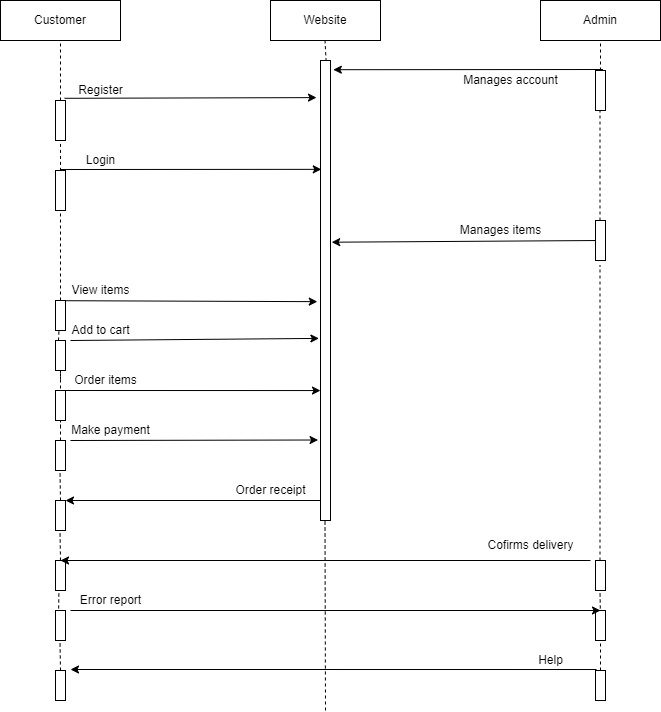 Customer
Website
Admin
Manages account
Register
Login
Manages items
View items
Add to cart
Order items
Make payment
Order receipt
Cofirms delivery
Error report
Help